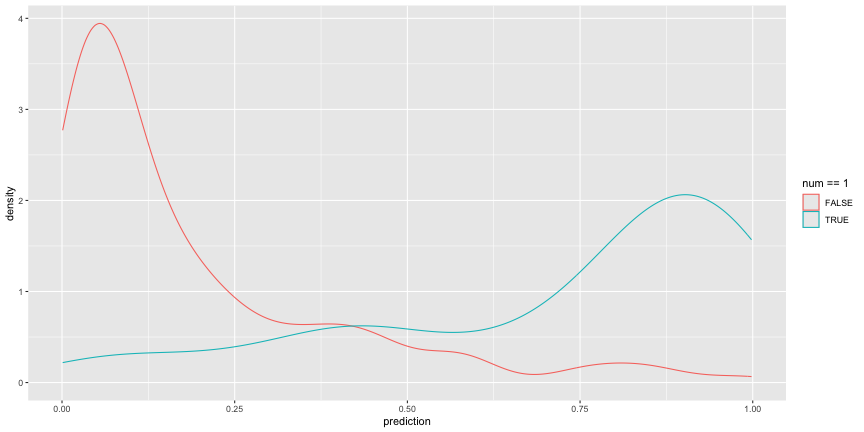 4
3
2
1
0
density
0.00 0.25 0.50 0.75 1.00
prediction
num == 1
FALSE
TRUE